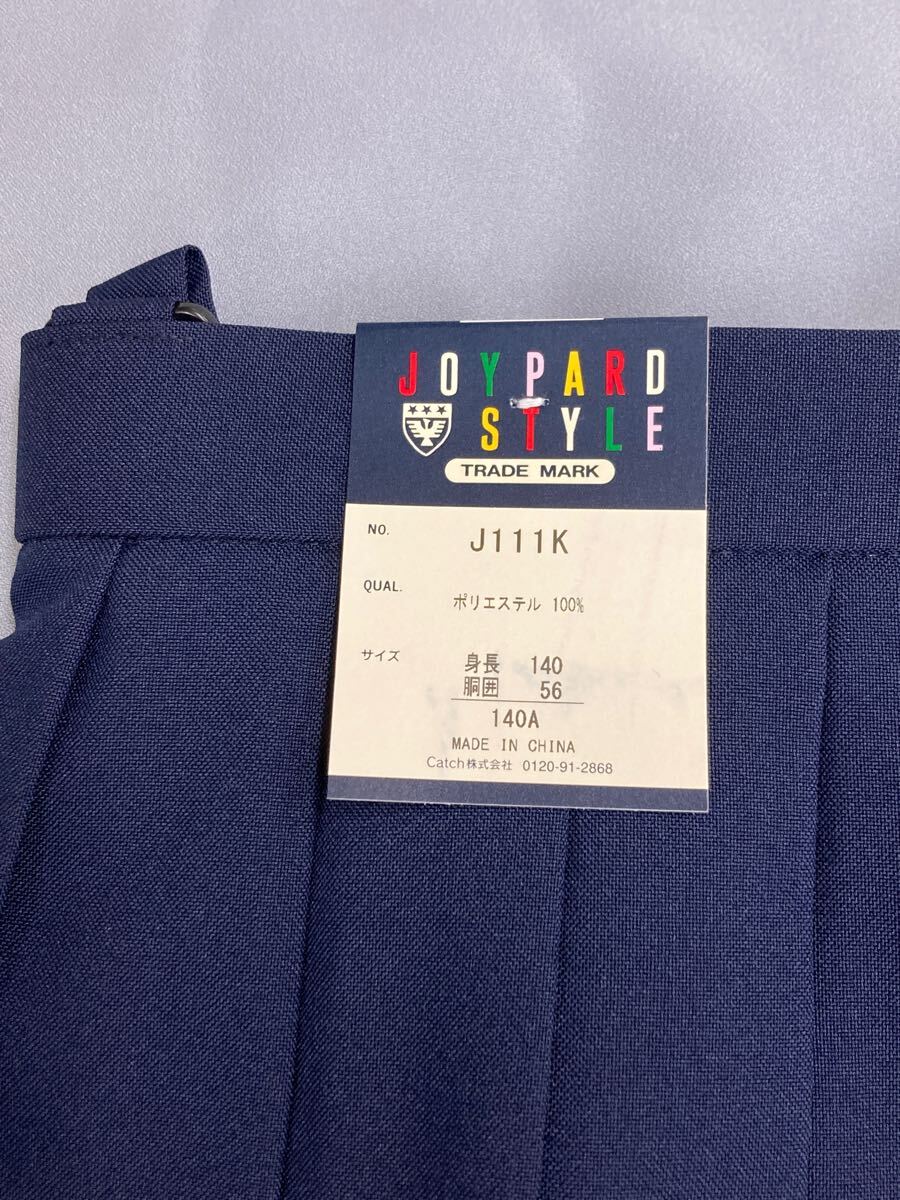 JOYPARD
STYLE
TRADE MARK
NO. J111K
QUAL. ポリエステル 100%
サイズ 身長 140
胴囲 56
140A
MADE IN CHINA
Catch株式会社 0120-91-2868